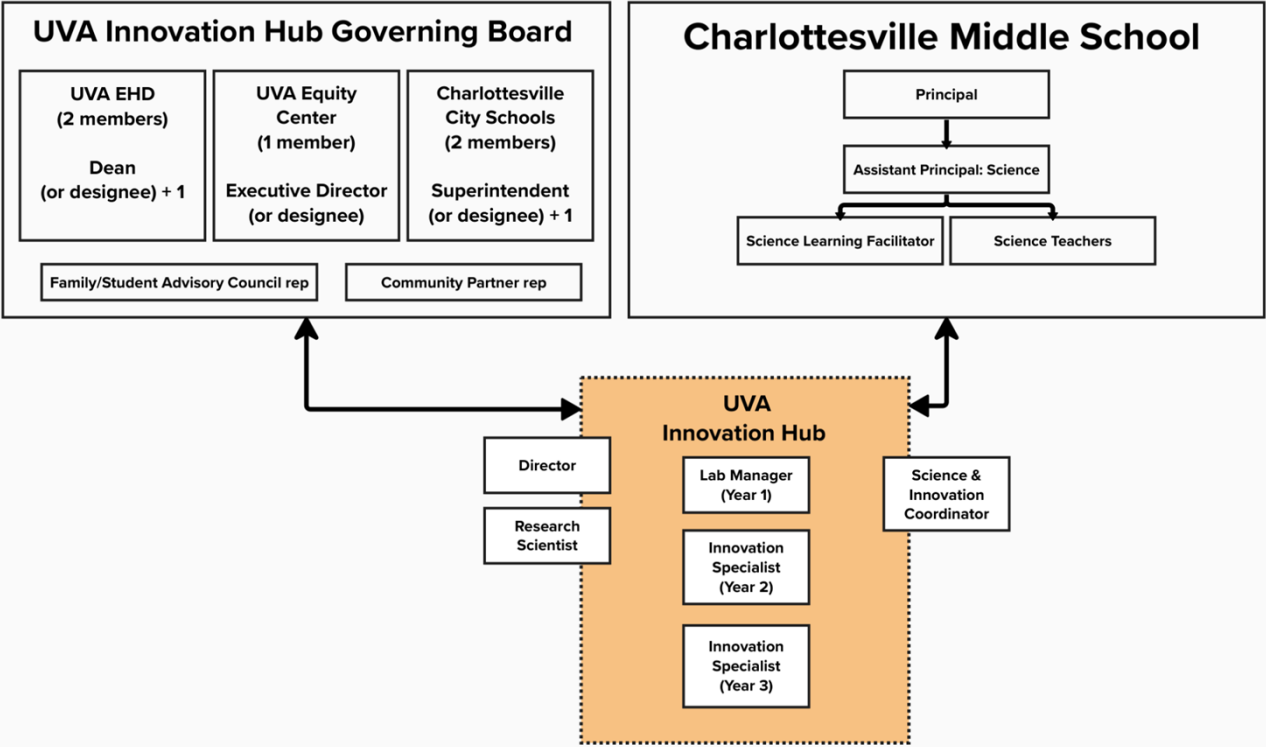 UVA Innovation Hub Governing Board
UVA EHD
(2 members)
Dean
(or designee) + 1
UVA Equity
Center
(1 member)
Executive Director
(or designee)
Charlottesville
City Schools
(2 members)
Superintendent
(or designee) + 1
Family/Student Advisory Council rep
Community Partner rep
Charlottesville Middle School
Principal
Assistant Principal: Science
Science Learning Facilitator
Science Teachers
UVA
Innovation Hub
Director
Research
Scientist
Lab Manager
(Year 1)
Innovation
Specialist
(Year 2)
Innovation
Specialist
(Year 3)
Science &
Innovation
Coordinator